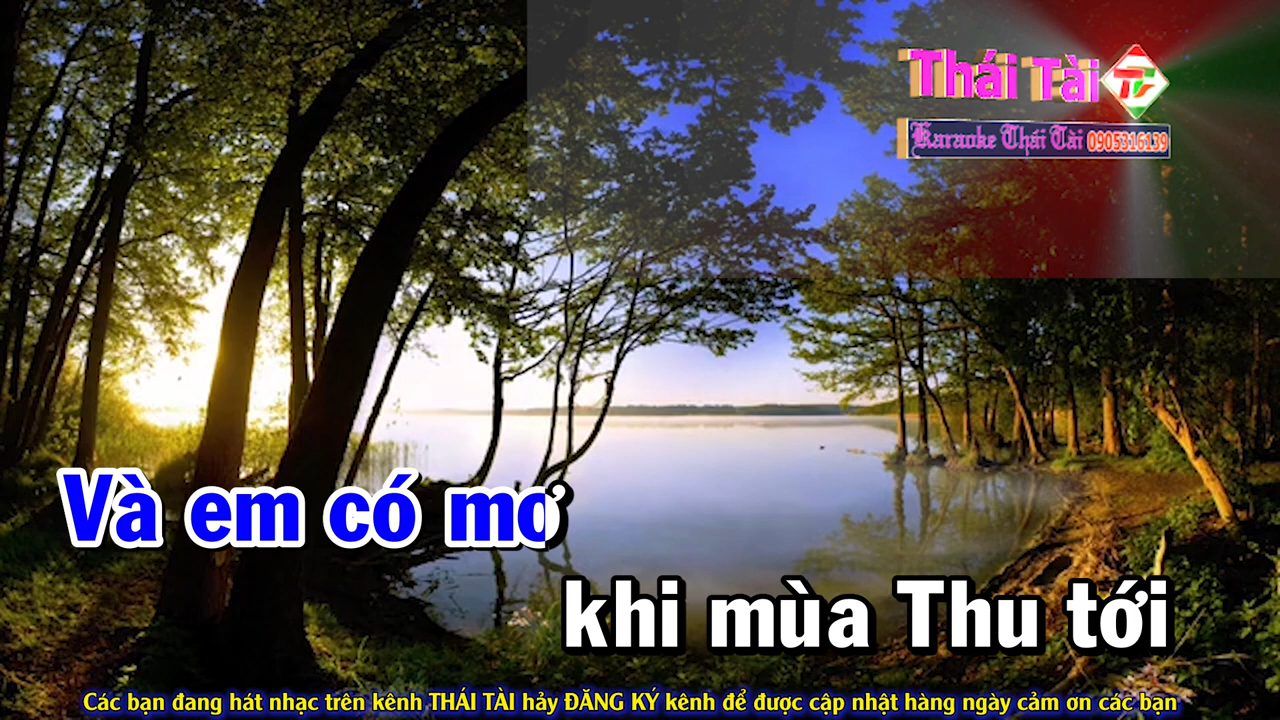 Thái Tài
Karaoke Thái Tài 0905316139
Và em có mơ
khi mùa Thu tới
Các bạn đang hát nhạc trên kênh THÁI TÀI hảy ĐĂNG KÝ kênh để được cập nhật hàng ngày cảm ơn các bạn